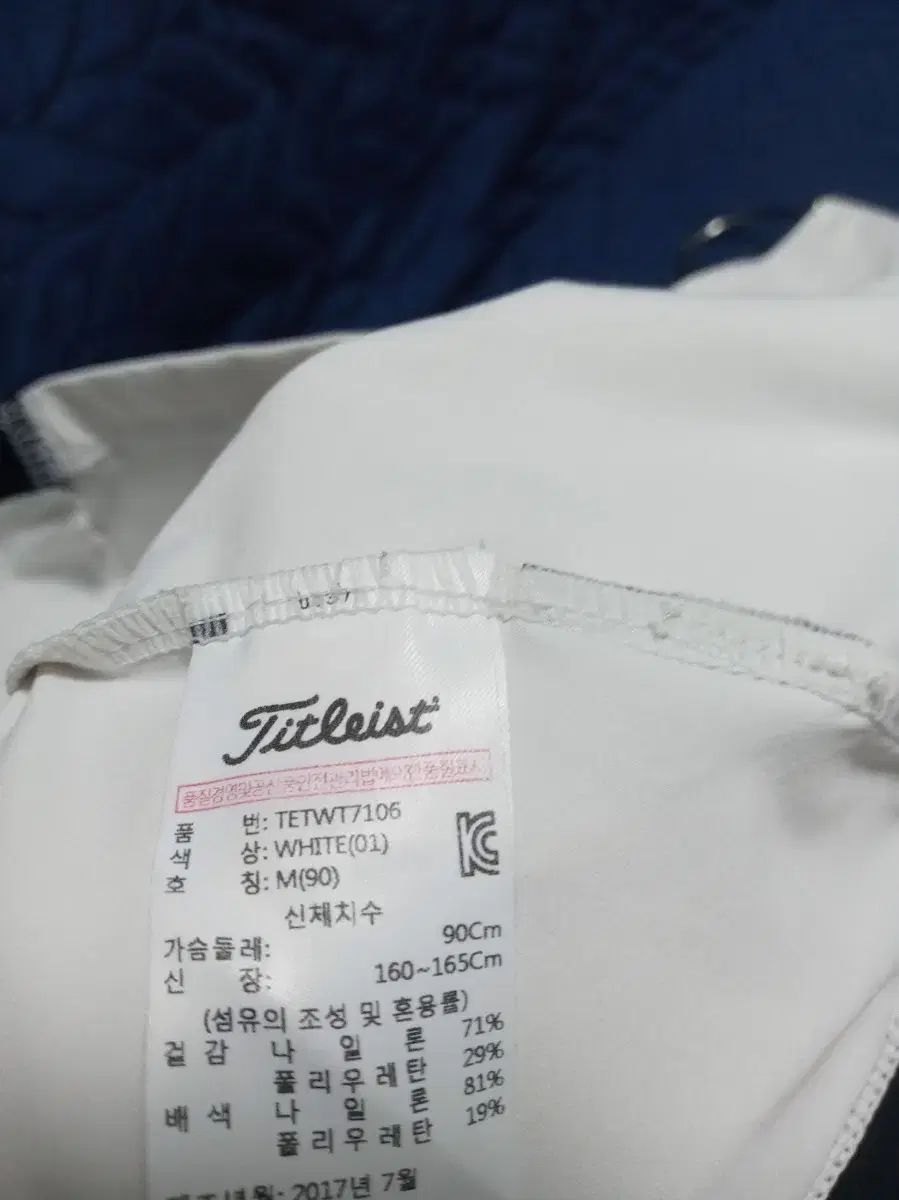 Titleist
품질경영및공산품안전관리법에의한품질표시
품 번: TETWT7106
색 상: WHITE(01)
호 칭: M(90)
신체치수
가슴둘레: 90Cm
신 장: 160~165Cm
(섬유의 조성 및 혼용률)
겉 감 나 일 론 71%
폴 리 우 레 탄 29%
배 색 나 일 론 81%
폴 리 우 레 탄 19%
제조년월: 2017년 7월